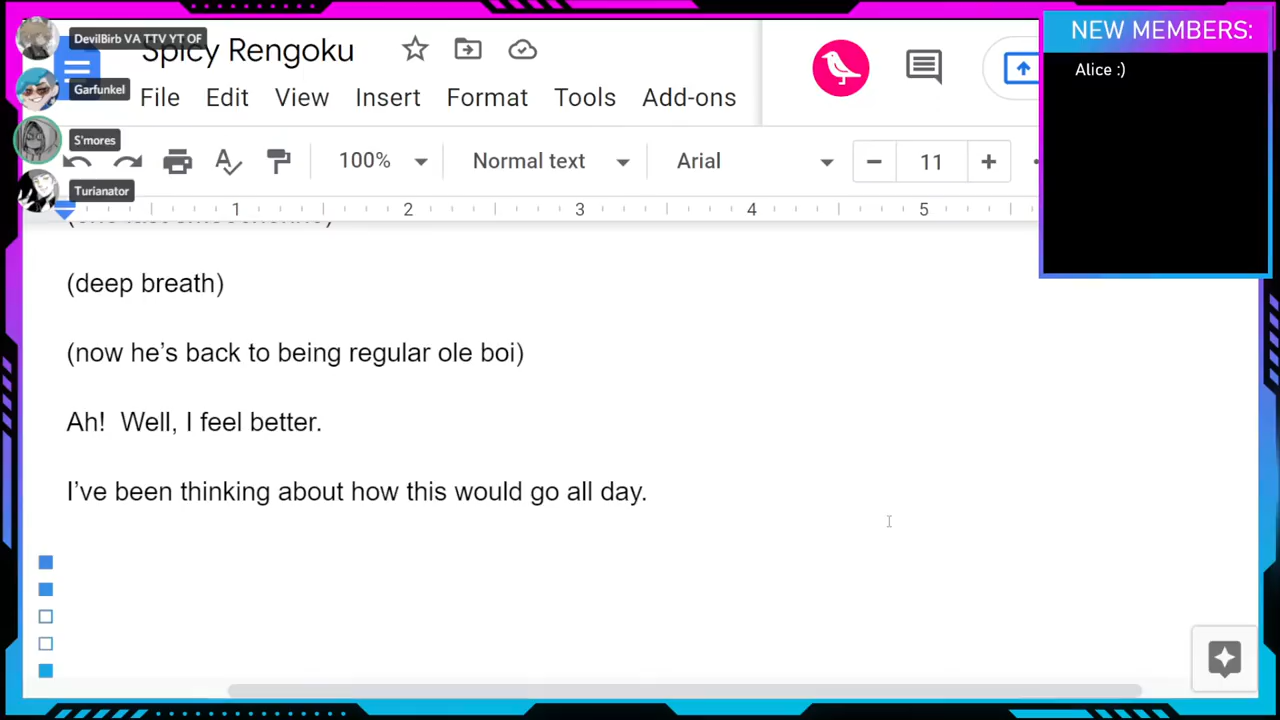 DevilBirb VA TTV YT OF
Spicy Rengoku
NEW MEMBERS:
Alice :)
Garfunkel
File Edit View Insert Format Tools Add-ons
S'mores
100% Normal text Arial 11
Turianator
1 2 3 4 5
(deep breath)
(now he’s back to being regular ole boi)
Ah!  Well, I feel better.
I’ve been thinking about how this would go all day.